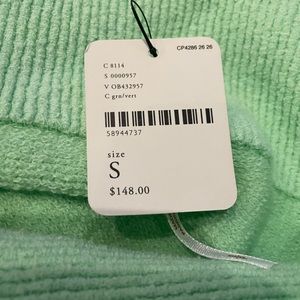 CP4286 26 26
C 8114
S 0000957
V OB432957
C grn/vert
58944737
size
S
$148.00